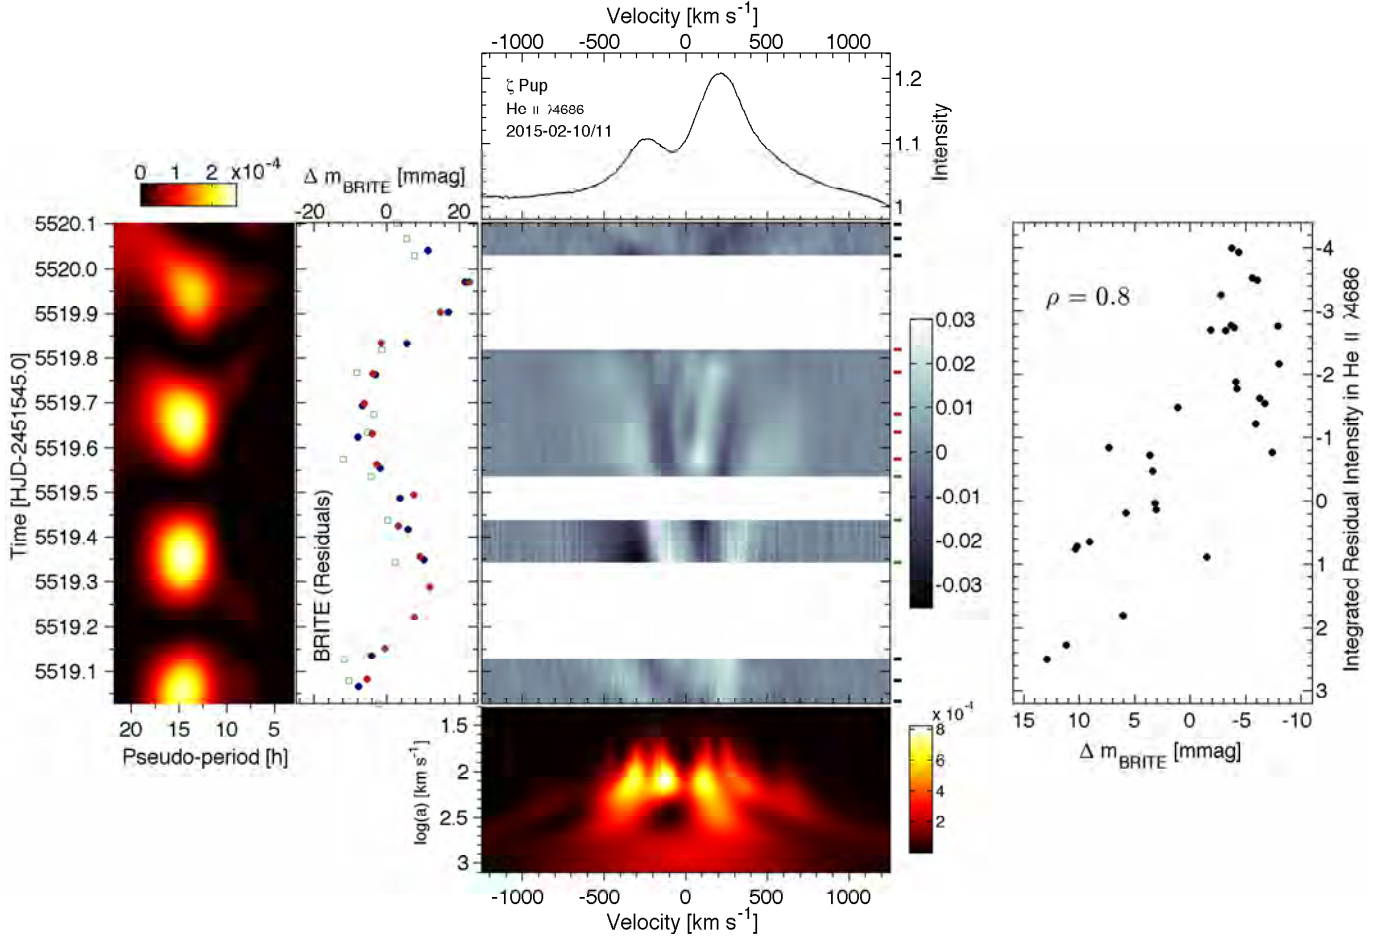 Velocity [km s⁻¹]
-1000 -500 0 500 1000
ζ Pup
He II λ4686
2015-02-10/11
1.2
1.1
1
Intensity
0 1 2 x10⁻⁴
Δ m BRITE [mmag]
-20 0 20
5520.1
5520.0
5519.9
5519.8
5519.7
5519.6
5519.5
5519.4
5519.3
5519.2
5519.1
Time [HJD-2451545.0]
20 15 10 5
Pseudo-period [h]
BRITE (Residuals)
0.03
0.02
0.01
0
-0.01
-0.02
-0.03
ρ = 0.8
-4
-3
-2
-1
0
1
2
3
Integrated Residual Intensity in He II λ4686
15 10 5 0 -5 -10
Δ m BRITE [mmag]
1.5
2
2.5
3
log(a) [km s⁻¹]
x 10⁻⁴
8
6
4
2
-1000 -500 0 500 1000
Velocity [km s⁻¹]